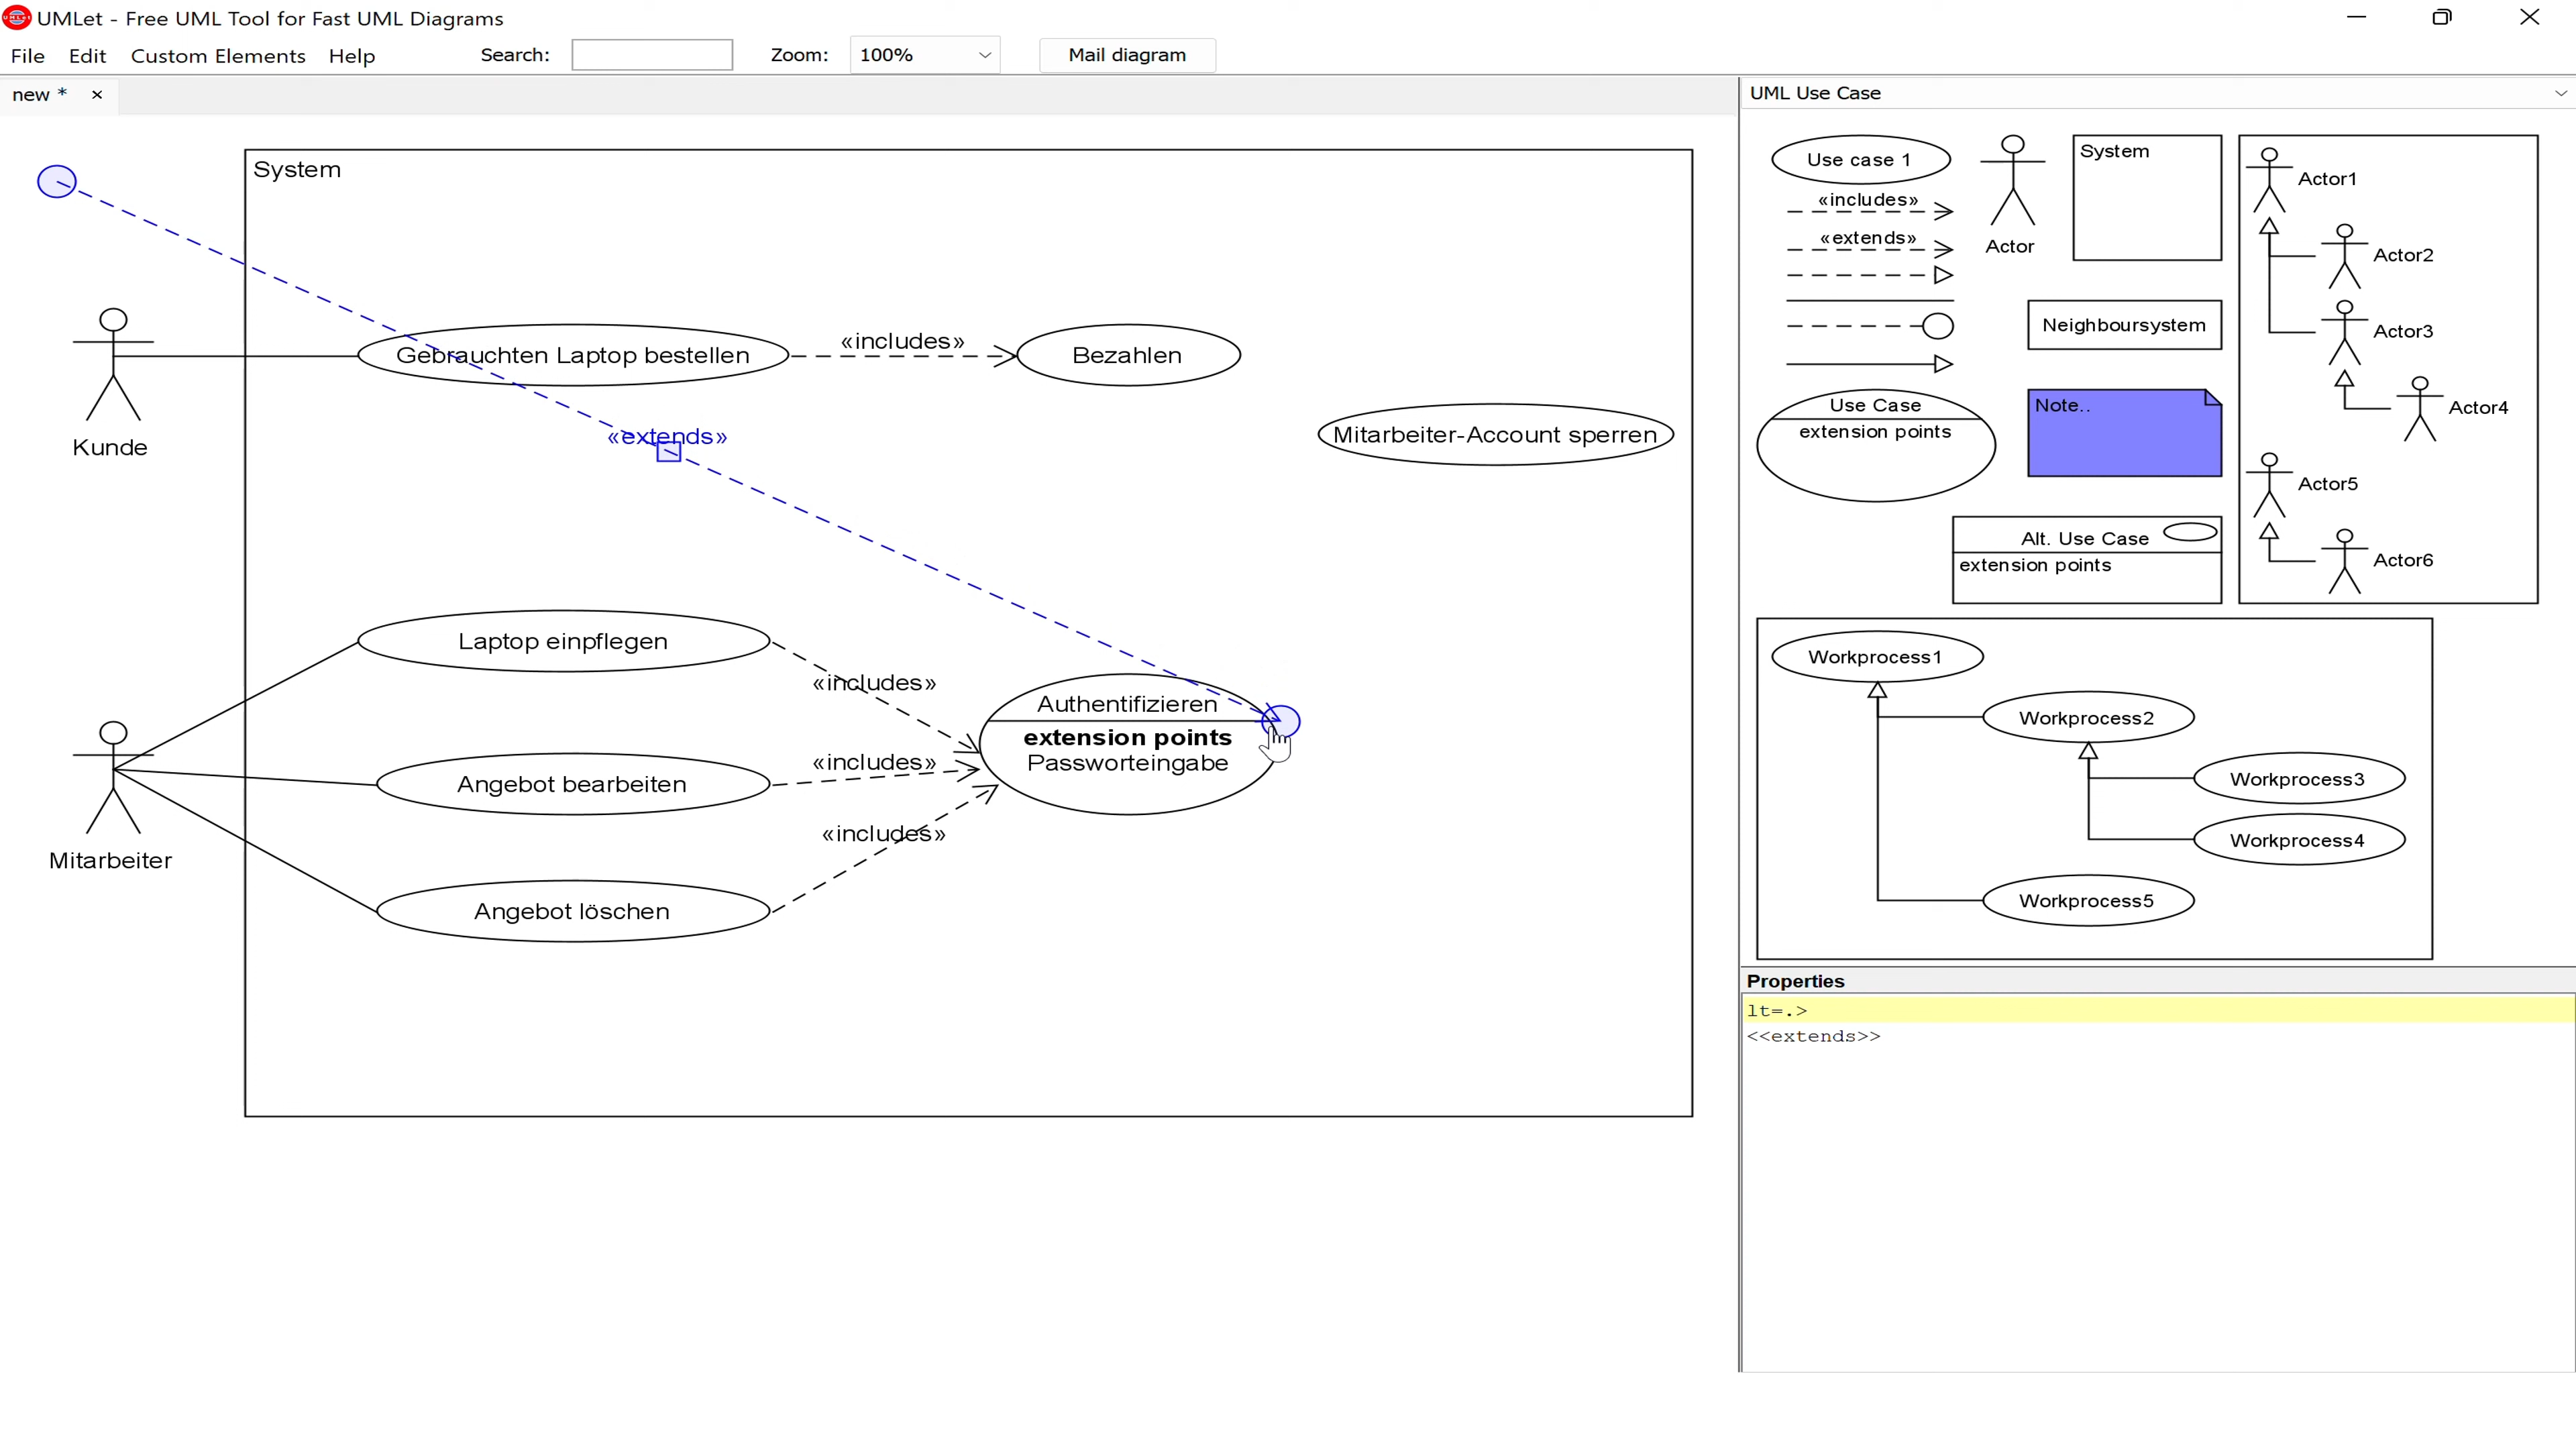 UMLet - Free UML Tool for Fast UML Diagrams
File Edit Custom Elements Help Search: Zoom: 100% Mail diagram
new *
System
Kunde
Gebrauchten Laptop bestellen
«includes»
Bezahlen
Mitarbeiter-Account sperren
«extends»
Laptop einpflegen
«includes»
Authentifizieren
extension points
Passworteingabe
Angebot bearbeiten
«includes»
Mitarbeiter
«includes»
Angebot löschen
UML Use Case
Use case 1
«includes»
«extends»
Actor
System
Neighboursystem
Use Case
extension points
Note..
Alt. Use Case
extension points
Actor1
Actor2
Actor3
Actor4
Actor5
Actor6
Workprocess1
Workprocess2
Workprocess3
Workprocess4
Workprocess5
Properties
lt=.>
<<extends>>